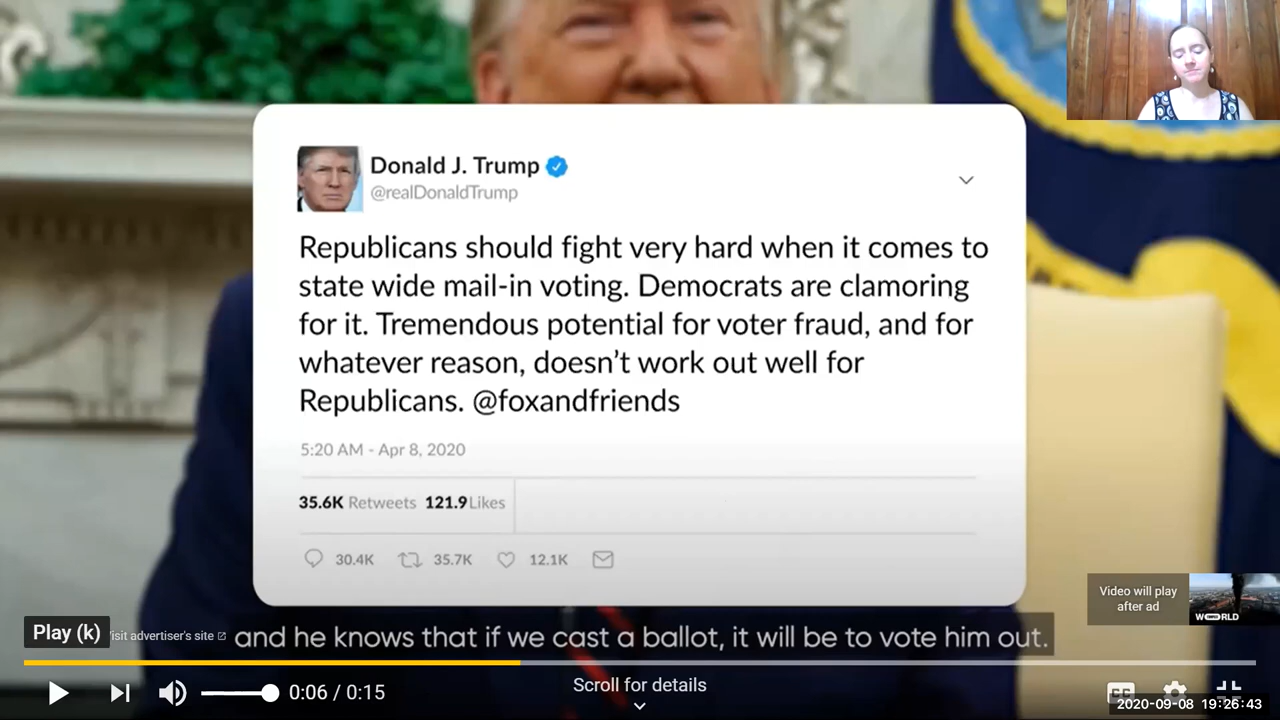 Donald J. Trump
@realDonaldTrump
Republicans should fight very hard when it comes to
state wide mail-in voting. Democrats are clamoring
for it. Tremendous potential for voter fraud, and for
whatever reason, doesn't work out well for
Republicans. @foxandfriends
5:20 AM - Apr 8, 2020
35.6K Retweets 121.9 Likes
30.4K 35.7K 12.1K
Video will play
after ad
WORLD
Play (k)
isit advertiser's site
and he knows that if we cast a ballot, it will be to vote him out.
0:06 / 0:15
Scroll for details
CC
2020-09-08 19:26:43